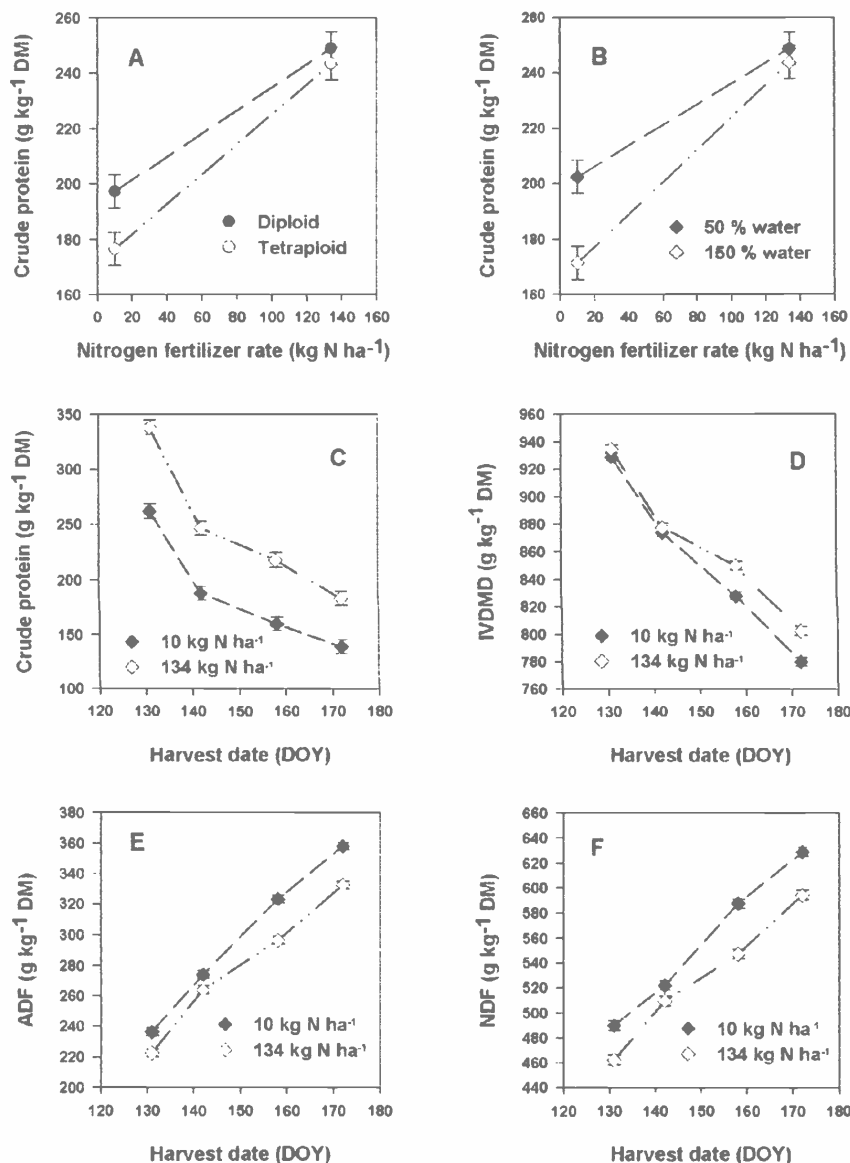 A
Crude protein (g kg-1 DM)
260
240
220
200
180
160
0 20 40 60 80 100 120 140 160
Diploid
Tetraploid
Nitrogen fertilizer rate (kg N ha-1)
B
Crude protein (g kg-1 DM)
260
240
220
200
180
160
0 20 40 60 80 100 120 140 160
50 % water
150 % water
Nitrogen fertilizer rate (kg N ha-1)
C
Crude protein (g kg-1 DM)
350
300
250
200
150
100
120 130 140 150 160 170 180
10 kg N ha-1
134 kg N ha-1
Harvest date (DOY)
D
IVDMD (g kg-1 DM)
960
940
920
900
880
860
840
820
800
780
760
120 130 140 150 160 170 180
10 kg N ha-1
134 kg N ha-1
Harvest date (DOY)
E
ADF (g kg-1 DM)
380
360
340
320
300
280
260
240
220
200
120 130 140 150 160 170 180
10 kg N ha-1
134 kg N ha-1
Harvest date (DOY)
F
NDF (g kg-1 DM)
660
640
620
600
580
560
540
520
500
480
460
440
120 130 140 150 160 170 180
10 kg N ha-1
134 kg N ha-1
Harvest date (DOY)